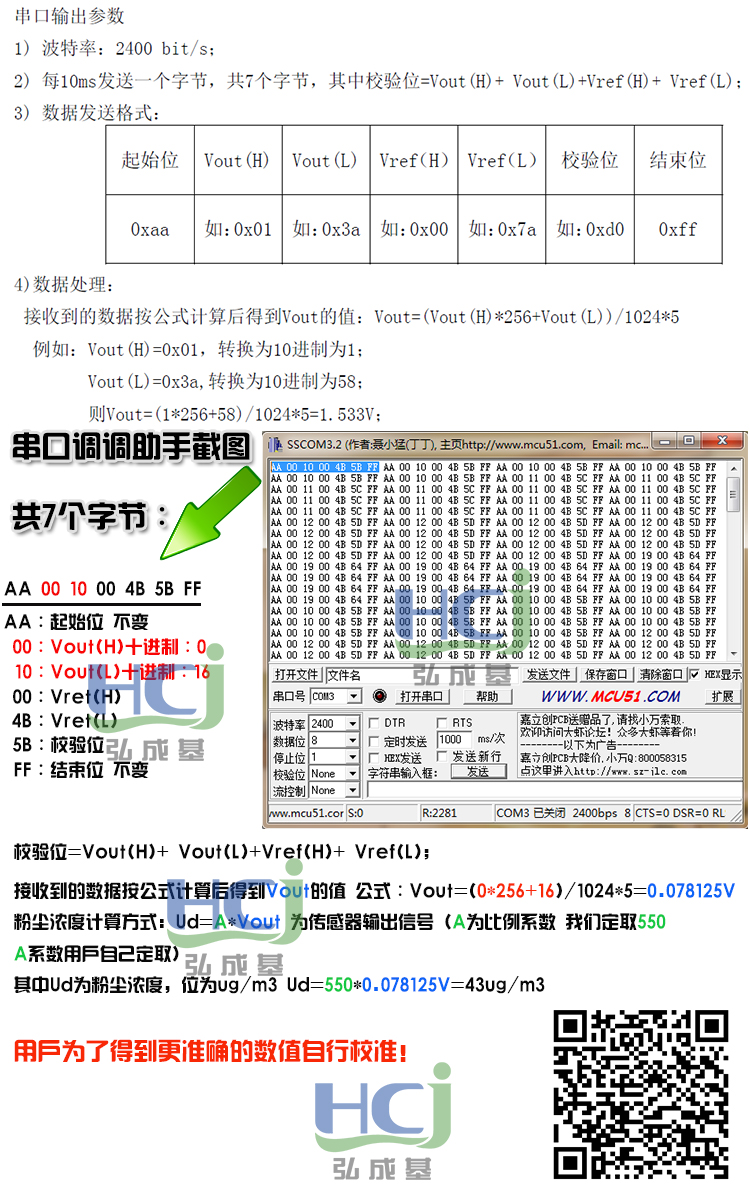 串口输出参数
1) 波特率：2400 bit/s；
2) 每10ms发送一个字节，共7个字节，其中校验位=Vout(H)+ Vout(L)+Vref(H)+ Vref(L)；
3) 数据发送格式：
起始位 Vout(H) Vout(L) Vref(H) Vref(L) 校验位 结束位
0xaa 如:0x01 如:0x3a 如:0x00 如:0x7a 如:0xd0 0xff
4)数据处理：
接收到的数据按公式计算后得到Vout的值：Vout=(Vout(H)*256+Vout(L))/1024*5
例如：Vout(H)=0x01，转换为10进制为1；
Vout(L)=0x3a,转换为10进制为58；
则Vout=(1*256+58)/1024*5=1.533V；
串口调调助手截图
共7个字节：
AA 00 10 00 4B 5B FF
AA：起始位 不变
00：Vout(H)十进制：0
10：Vout(L)十进制：16
00：Vret(H)
4B：Vret(L)
5B：校验位
FF：结束位 不变
HCj
弘成基
SSCOM3.2 (作者:聂小猛(丁丁), 主页http://www.mcu51.com, Email: mc...
AA 00 10 00 4B 5B FF AA 00 10 00 4B 5B FF AA 00 10 00 4B 5B FF AA 00 10 00 4B 5B FF
AA 00 10 00 4B 5B FF AA 00 10 00 4B 5B FF AA 00 10 00 4B 5B FF AA 00 10 00 4B 5B FF
AA 00 11 00 4B 5C FF AA 00 11 00 4B 5C FF AA 00 11 00 4B 5C FF AA 00 11 00 4B 5C FF
AA 00 11 00 4B 5C FF AA 00 11 00 4B 5C FF AA 00 11 00 4B 5C FF AA 00 11 00 4B 5C FF
AA 00 11 00 4B 5C FF AA 00 11 00 4B 5C FF AA 00 11 00 4B 5C FF AA 00 11 00 4B 5C FF
AA 00 12 00 4B 5D FF AA 00 12 00 4B 5D FF AA 00 12 00 4B 5D FF AA 00 12 00 4B 5D FF
AA 00 12 00 4B 5D FF AA 00 12 00 4B 5D FF AA 00 12 00 4B 5D FF AA 00 12 00 4B 5D FF
AA 00 12 00 4B 5D FF AA 00 12 00 4B 5D FF AA 00 12 00 4B 5D FF AA 00 12 00 4B 5D FF
AA 00 12 00 4B 5D FF AA 00 12 00 4B 5D FF AA 00 12 00 4B 5D FF AA 00 12 00 4B 5D FF
AA 00 19 00 4B 64 FF AA 00 19 00 4B 64 FF AA 00 19 00 4B 64 FF AA 00 19 00 4B 64 FF
AA 00 19 00 4B 64 FF AA 00 19 00 4B 64 FF AA 00 19 00 4B 64 FF AA 00 19 00 4B 64 FF
AA 00 19 00 4B 64 FF AA 00 19 00 4B 64 FF AA 00 19 00 4B 64 FF AA 00 19 00 4B 64 FF
AA 00 19 00 4B 64 FF AA 00 10 00 4B 5B FF AA 00 10 00 4B 5B FF AA 00 10 00 4B 5B FF
AA 00 10 00 4B 5B FF AA 00 10 00 4B 5B FF AA 00 10 00 4B 5B FF AA 00 10 00 4B 5B FF
AA 00 10 00 4B 5B FF AA 00 10 00 4B 5B FF AA 00 10 00 4B 5B FF AA 00 10 00 4B 5B FF
AA 00 12 00 4B 5D FF AA 00 12 00 4B 5D FF AA 00 12 00 4B 5D FF AA 00 12 00 4B 5D FF
AA 00 12 00 4B 5D FF AA 00 12 00 4B 5D FF AA 00 12 00 4B 5D FF AA 00 12 00 4B 5D FF
HCj
弘成基
打开文件 文件名 发送文件 保存窗口 清除窗口 HEX显示
串口号 COM3 打开串口 帮助 WWW.MCU51.COM 扩展
波特率 2400 DTR RTS
数据位 8 定时发送 1000 ms/次
停止位 1 HEX发送 发送新行
校验位 None 字符串输入框： 发送
流控制 None
嘉立创PCB送赠品了,请找小万索取.
欢迎访问大虾论坛！众多大虾等着你!
--------以下为广告--------
嘉立创PCB大降价,小万Q:800058315
点这里进入http://www.sz-jlc.com
www.mcu51.cor S:0 R:2281 COM3 已关闭 2400bps 8 CTS=0 DSR=0 RL
校验位=Vout(H)+ Vout(L)+Vref(H)+ Vref(L)；
接收到的数据按公式计算后得到Vout的值 公式：Vout=(0*256+16)/1024*5=0.078125V
粉尘浓度计算方式：Ud=A*Vout 为传感器输出信号（A为比例系数 我们定取550
A系数用戶自己定取)
其中Ud为粉尘浓度，位为ug/m3 Ud=550*0.078125V=43ug/m3
HCj
弘成基
用戶为了得到更准确的数值自行校准!
HCj
弘成基